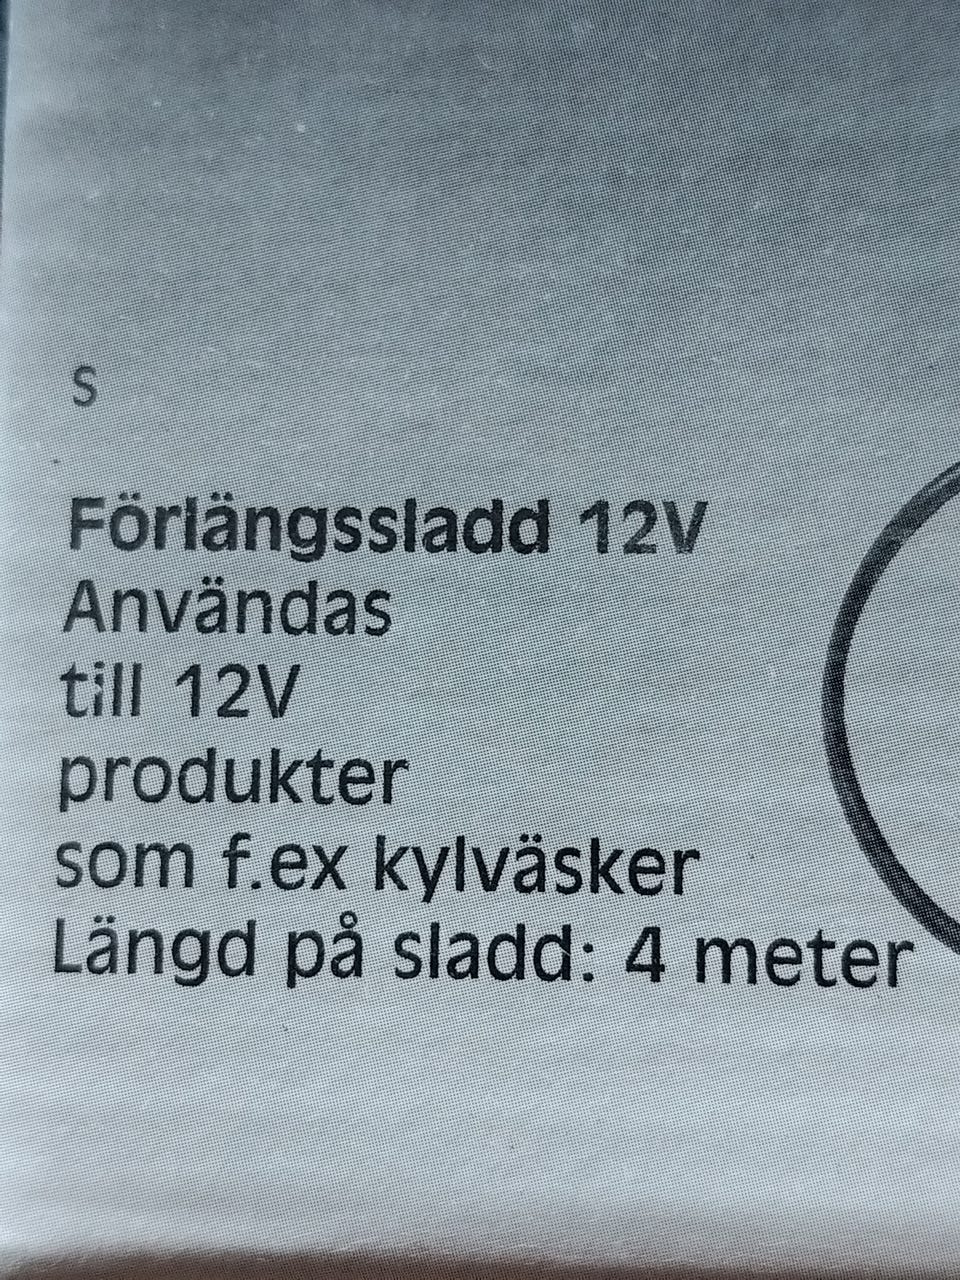 S
Förlängssladd 12V
Användas
till 12V
produkter
som f.ex kylväsker
Längd på sladd: 4 meter